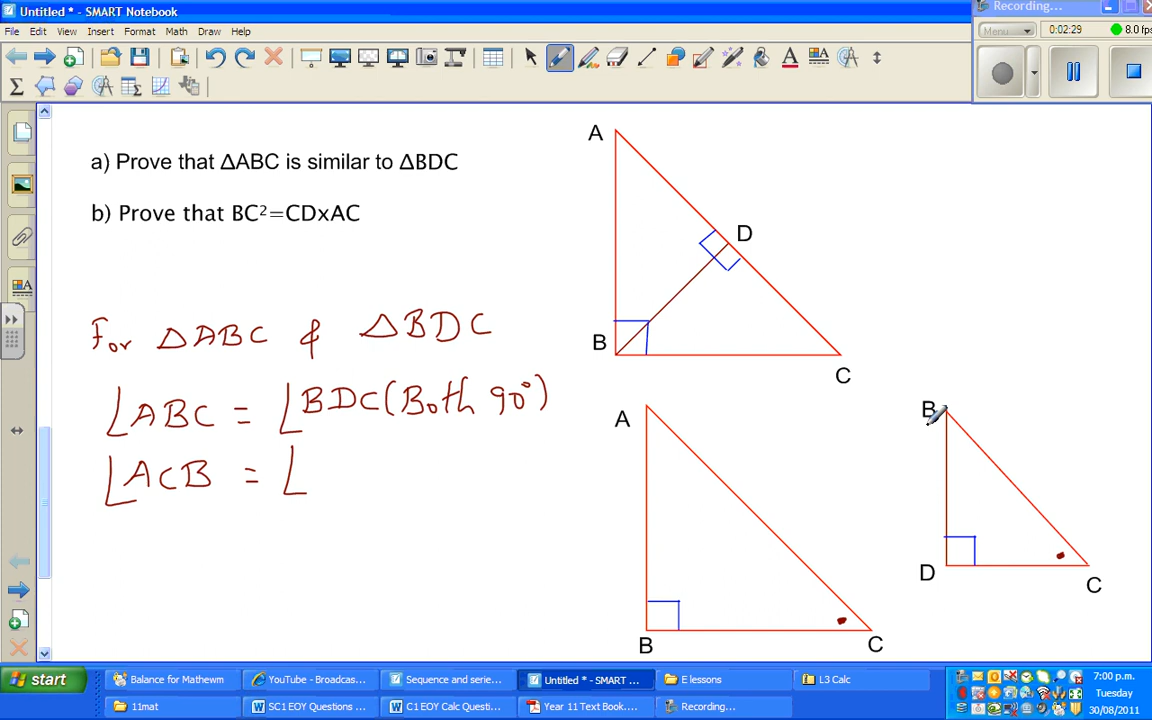 Untitled * - SMART Notebook
Recording...
File Edit View Insert Format Math Draw Help
Menu
0:02:29
8.0 fps
a) Prove that ΔABC is similar to ΔBDC
b) Prove that BC²=CDxAC
For ΔABC & ΔBDC
∠ABC = ∠BDC (Both 90°)
∠ACB = ∠
A
D
B
C
A
B
C
B
D
C
start
Balance for Mathewm
YouTube - Broadcas...
Sequence and serie...
Untitled * - SMART ...
E lessons
L3 Calc
7:00 p.m.
11mat
SC1 EOY Questions ...
C1 EOY Calc Questi...
Year 11 Text Book....
Recording...
Tuesday
30/08/2011